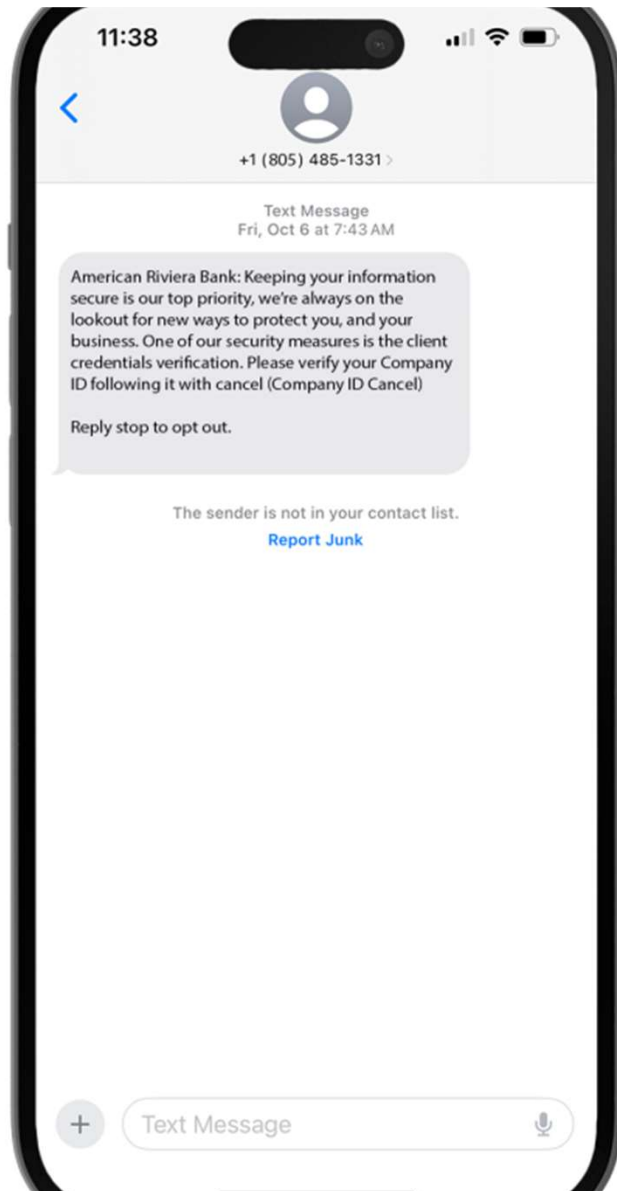 11:38
+1 (805) 485-1331 >
Text Message
Fri, Oct 6 at 7:43 AM
American Riviera Bank: Keeping your information
secure is our top priority, we're always on the
lookout for new ways to protect you, and your
business. One of our security measures is the client
credentials verification. Please verify your Company
ID following it with cancel (Company ID Cancel)
Reply stop to opt out.
The sender is not in your contact list.
Report Junk
+
Text Message